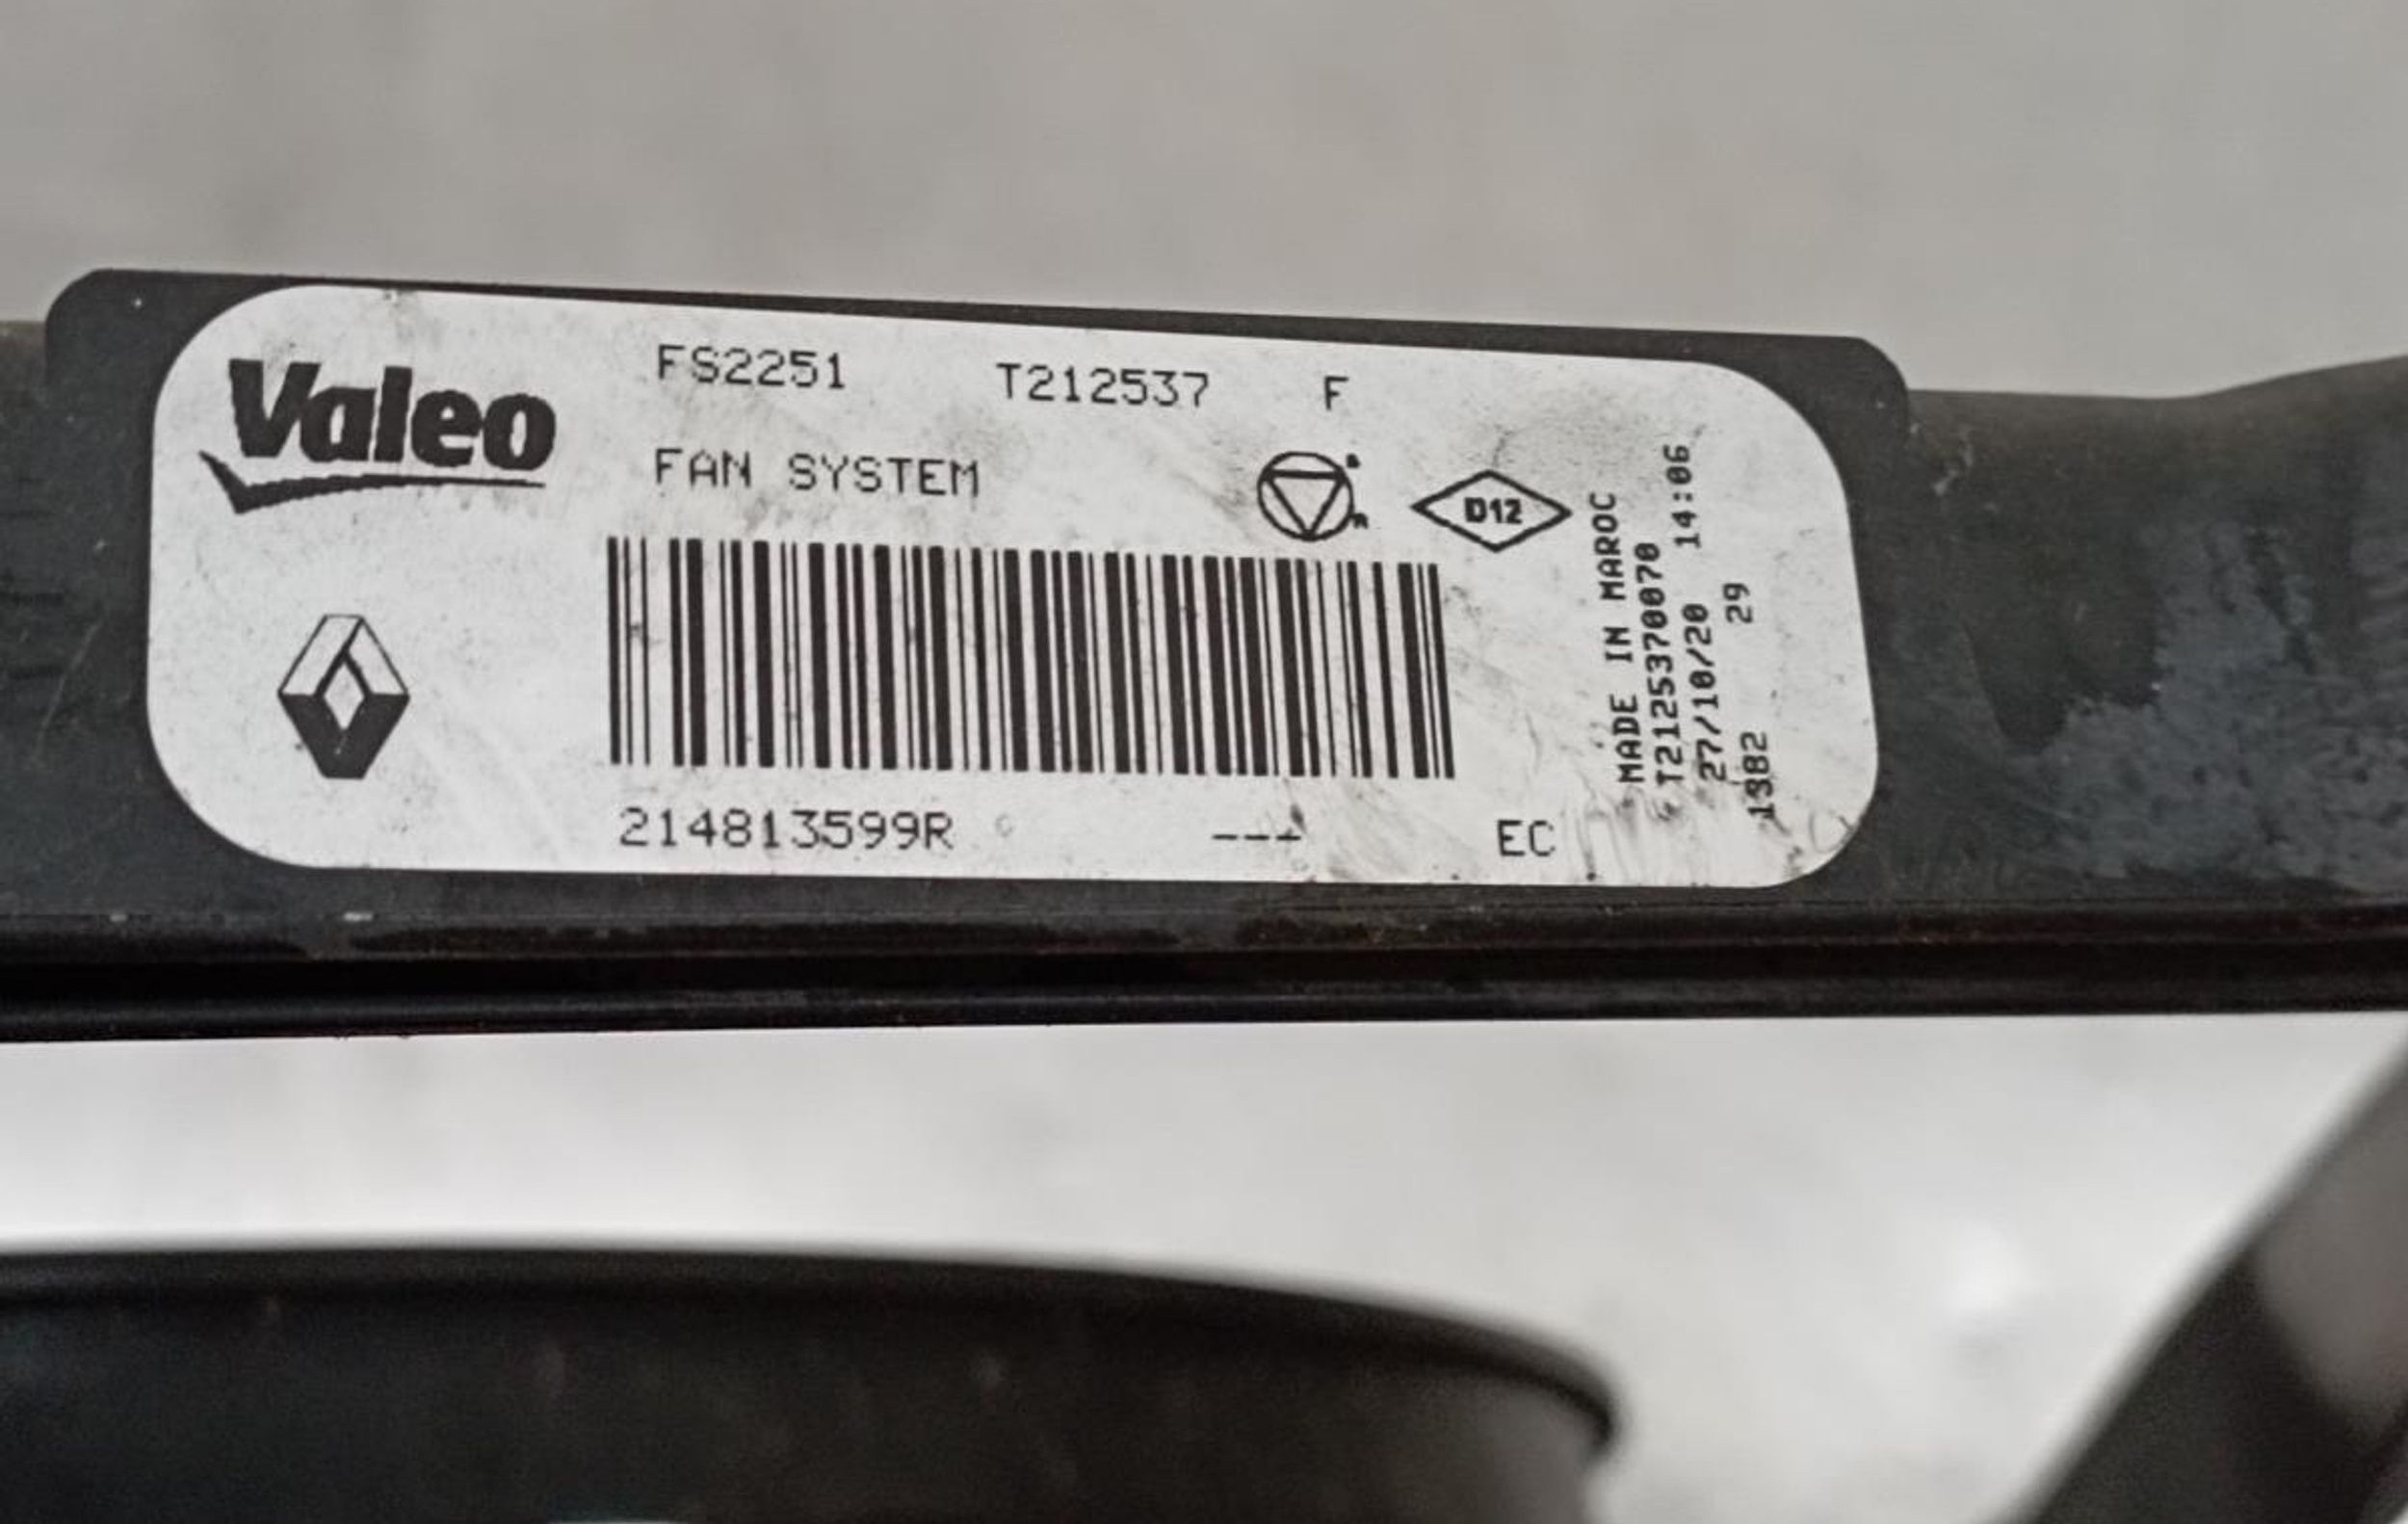 Valeo
FS2251 T212537 F
FAN SYSTEM
D12
214813599R --- EC
MADE IN MAROC
T2125370070
27/10/20 14:06
1382 29